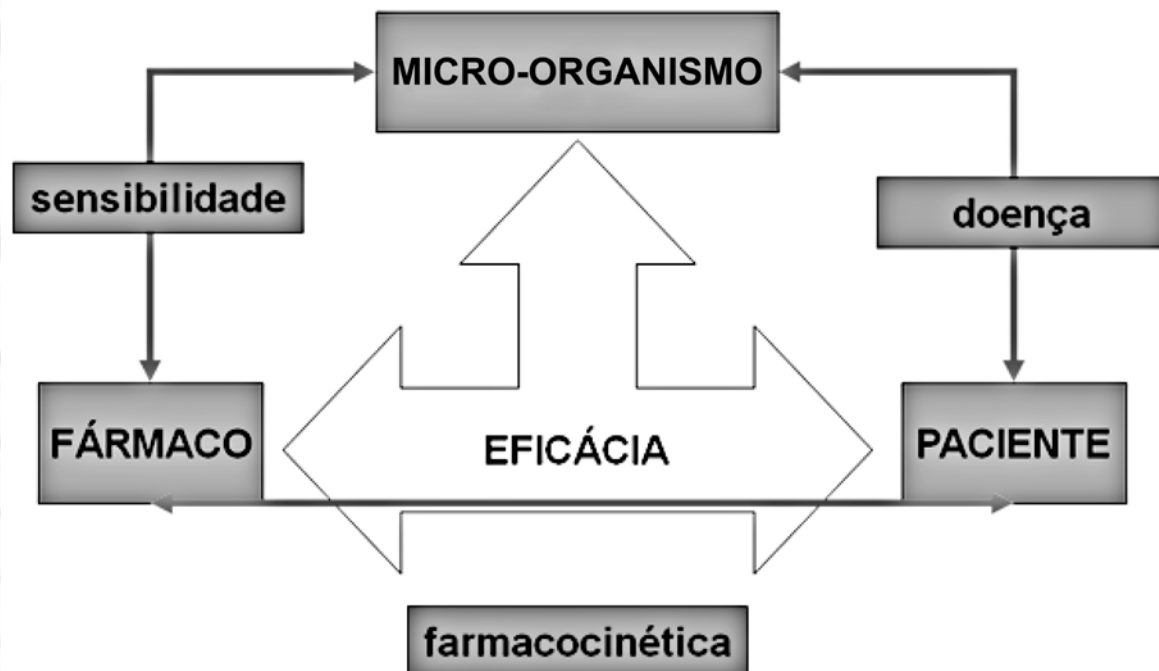 MICRO-ORGANISMO
sensibilidade
doença
FÁRMACO
EFICÁCIA
PACIENTE
farmacocinética